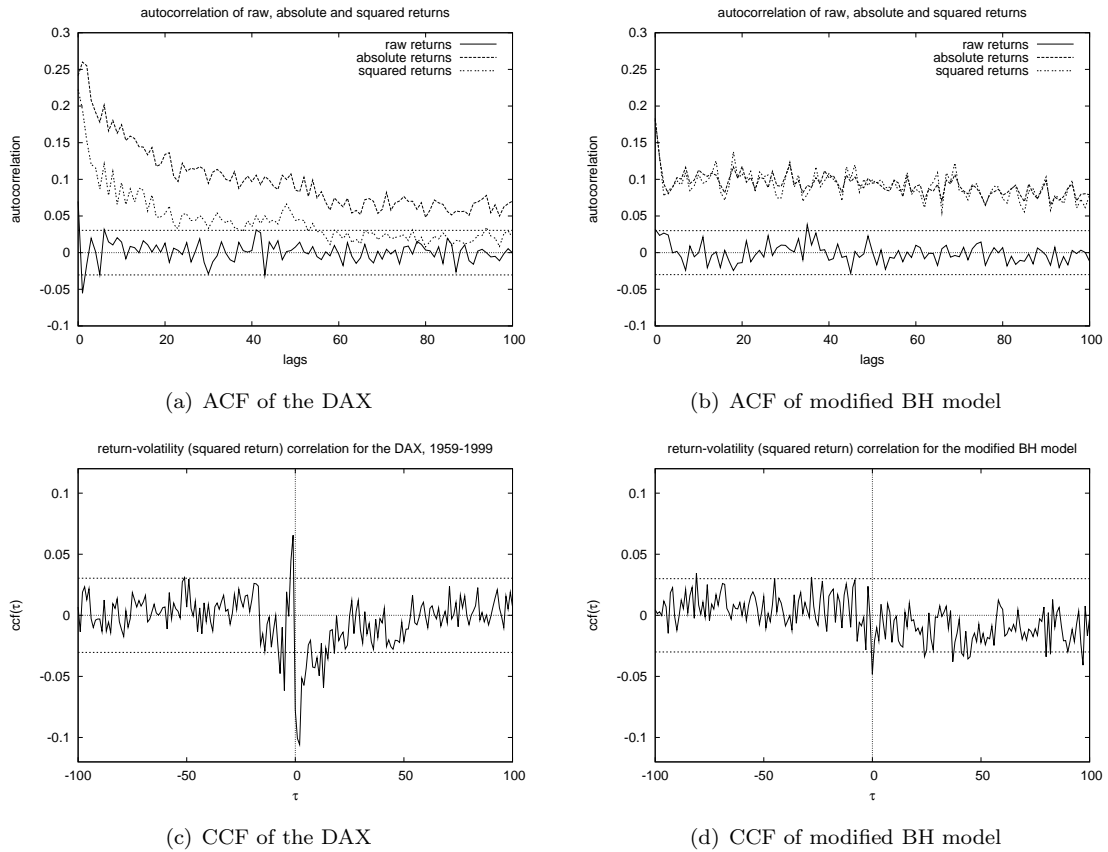 autocorrelation of raw, absolute and squared returns
0.3
0.25
0.2
0.15
0.1
0.05
0
-0.05
-0.1
autocorrelation
raw returns
absolute returns
squared returns
0 20 40 60 80 100
lags
(a) ACF of the DAX
autocorrelation of raw, absolute and squared returns
0.3
0.25
0.2
0.15
0.1
0.05
0
-0.05
-0.1
autocorrelation
raw returns
absolute returns
squared returns
0 20 40 60 80 100
lags
(b) ACF of modified BH model
return-volatility (squared return) correlation for the DAX, 1959-1999
0.1
0.05
0
-0.05
-0.1
ccf(τ)
-100 -50 0 50 100
τ
(c) CCF of the DAX
return-volatility (squared return) correlation for the modified BH model
0.1
0.05
0
-0.05
-0.1
ccf(τ)
-100 -50 0 50 100
τ
(d) CCF of modified BH model